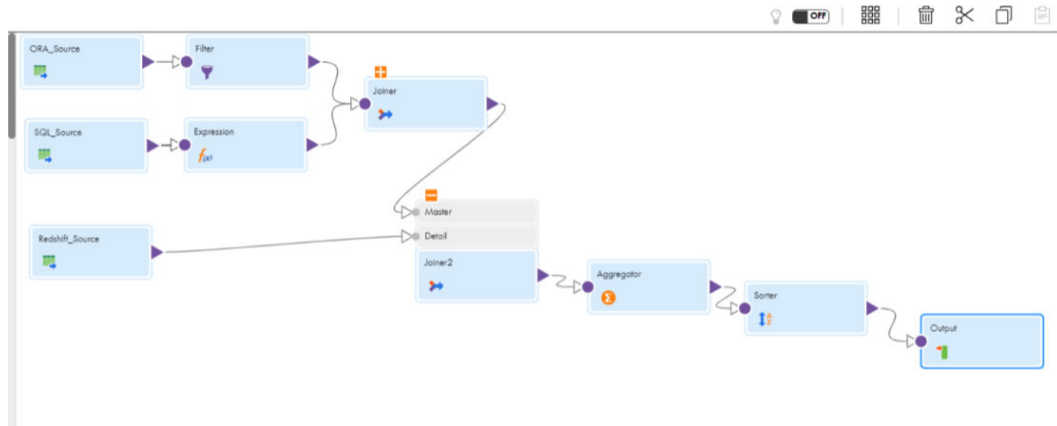 OFF
ORA_Source
Filter
Joiner
SQL_Source
Expression
f(x)
Master
Detail
Redshift_Source
Joiner2
Aggregator
Σ
Sorter
A
Z
Output